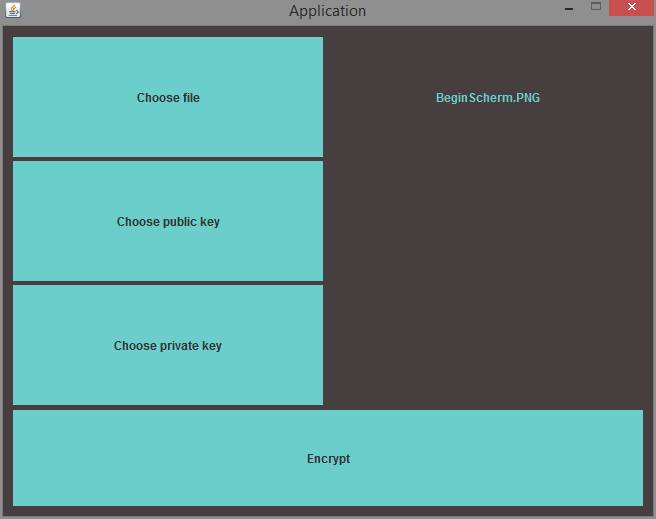 Application
Choose file
BeginScherm.PNG
Choose public key
Choose private key
Encrypt